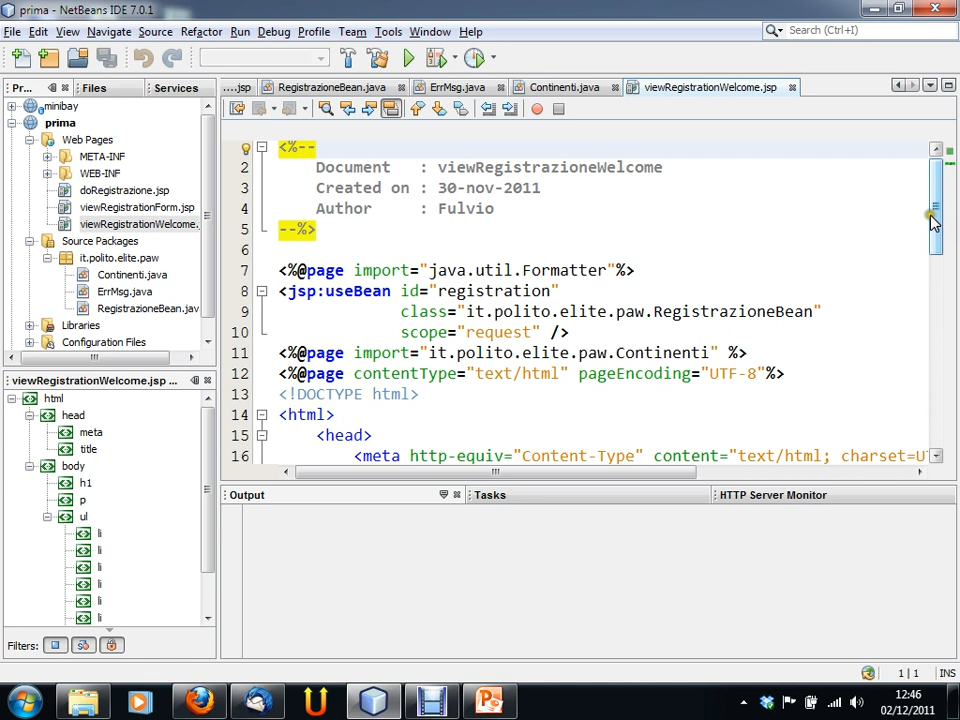 prima - NetBeans IDE 7.0.1
File Edit View Navigate Source Refactor Run Debug Profile Team Tools Window Help
Search (Ctrl+I)
Pr... Files Services
....jsp RegistrazioneBean.java ErrMsg.java Continenti.java viewRegistrationWelcome.jsp
minibay
prima
Web Pages
META-INF
WEB-INF
doRegistrazione.jsp
viewRegistrationForm.jsp
viewRegistrationWelcome.
Source Packages
it.polito.elite.paw
Continenti.java
ErrMsg.java
RegistrazioneBean.jav
Libraries
Configuration Files
viewRegistrationWelcome.jsp ...
html
head
meta
title
body
h1
p
ul
li
li
li
li
li
li
Filters:
<%--
2 Document : viewRegistrazioneWelcome
3 Created on : 30-nov-2011
4 Author : Fulvio
5 --%>
6
7 <%@page import="java.util.Formatter"%>
8 <jsp:useBean id="registration"
9 class="it.polito.elite.paw.RegistrazioneBean"
10 scope="request" />
11 <%@page import="it.polito.elite.paw.Continenti" %>
12 <%@page contentType="text/html" pageEncoding="UTF-8"%>
13 <!DOCTYPE html>
14 <html>
15 <head>
16 <meta http-equiv="Content-Type" content="text/html; charset=UT
Output Tasks HTTP Server Monitor
1 | 1 INS
12:46
02/12/2011